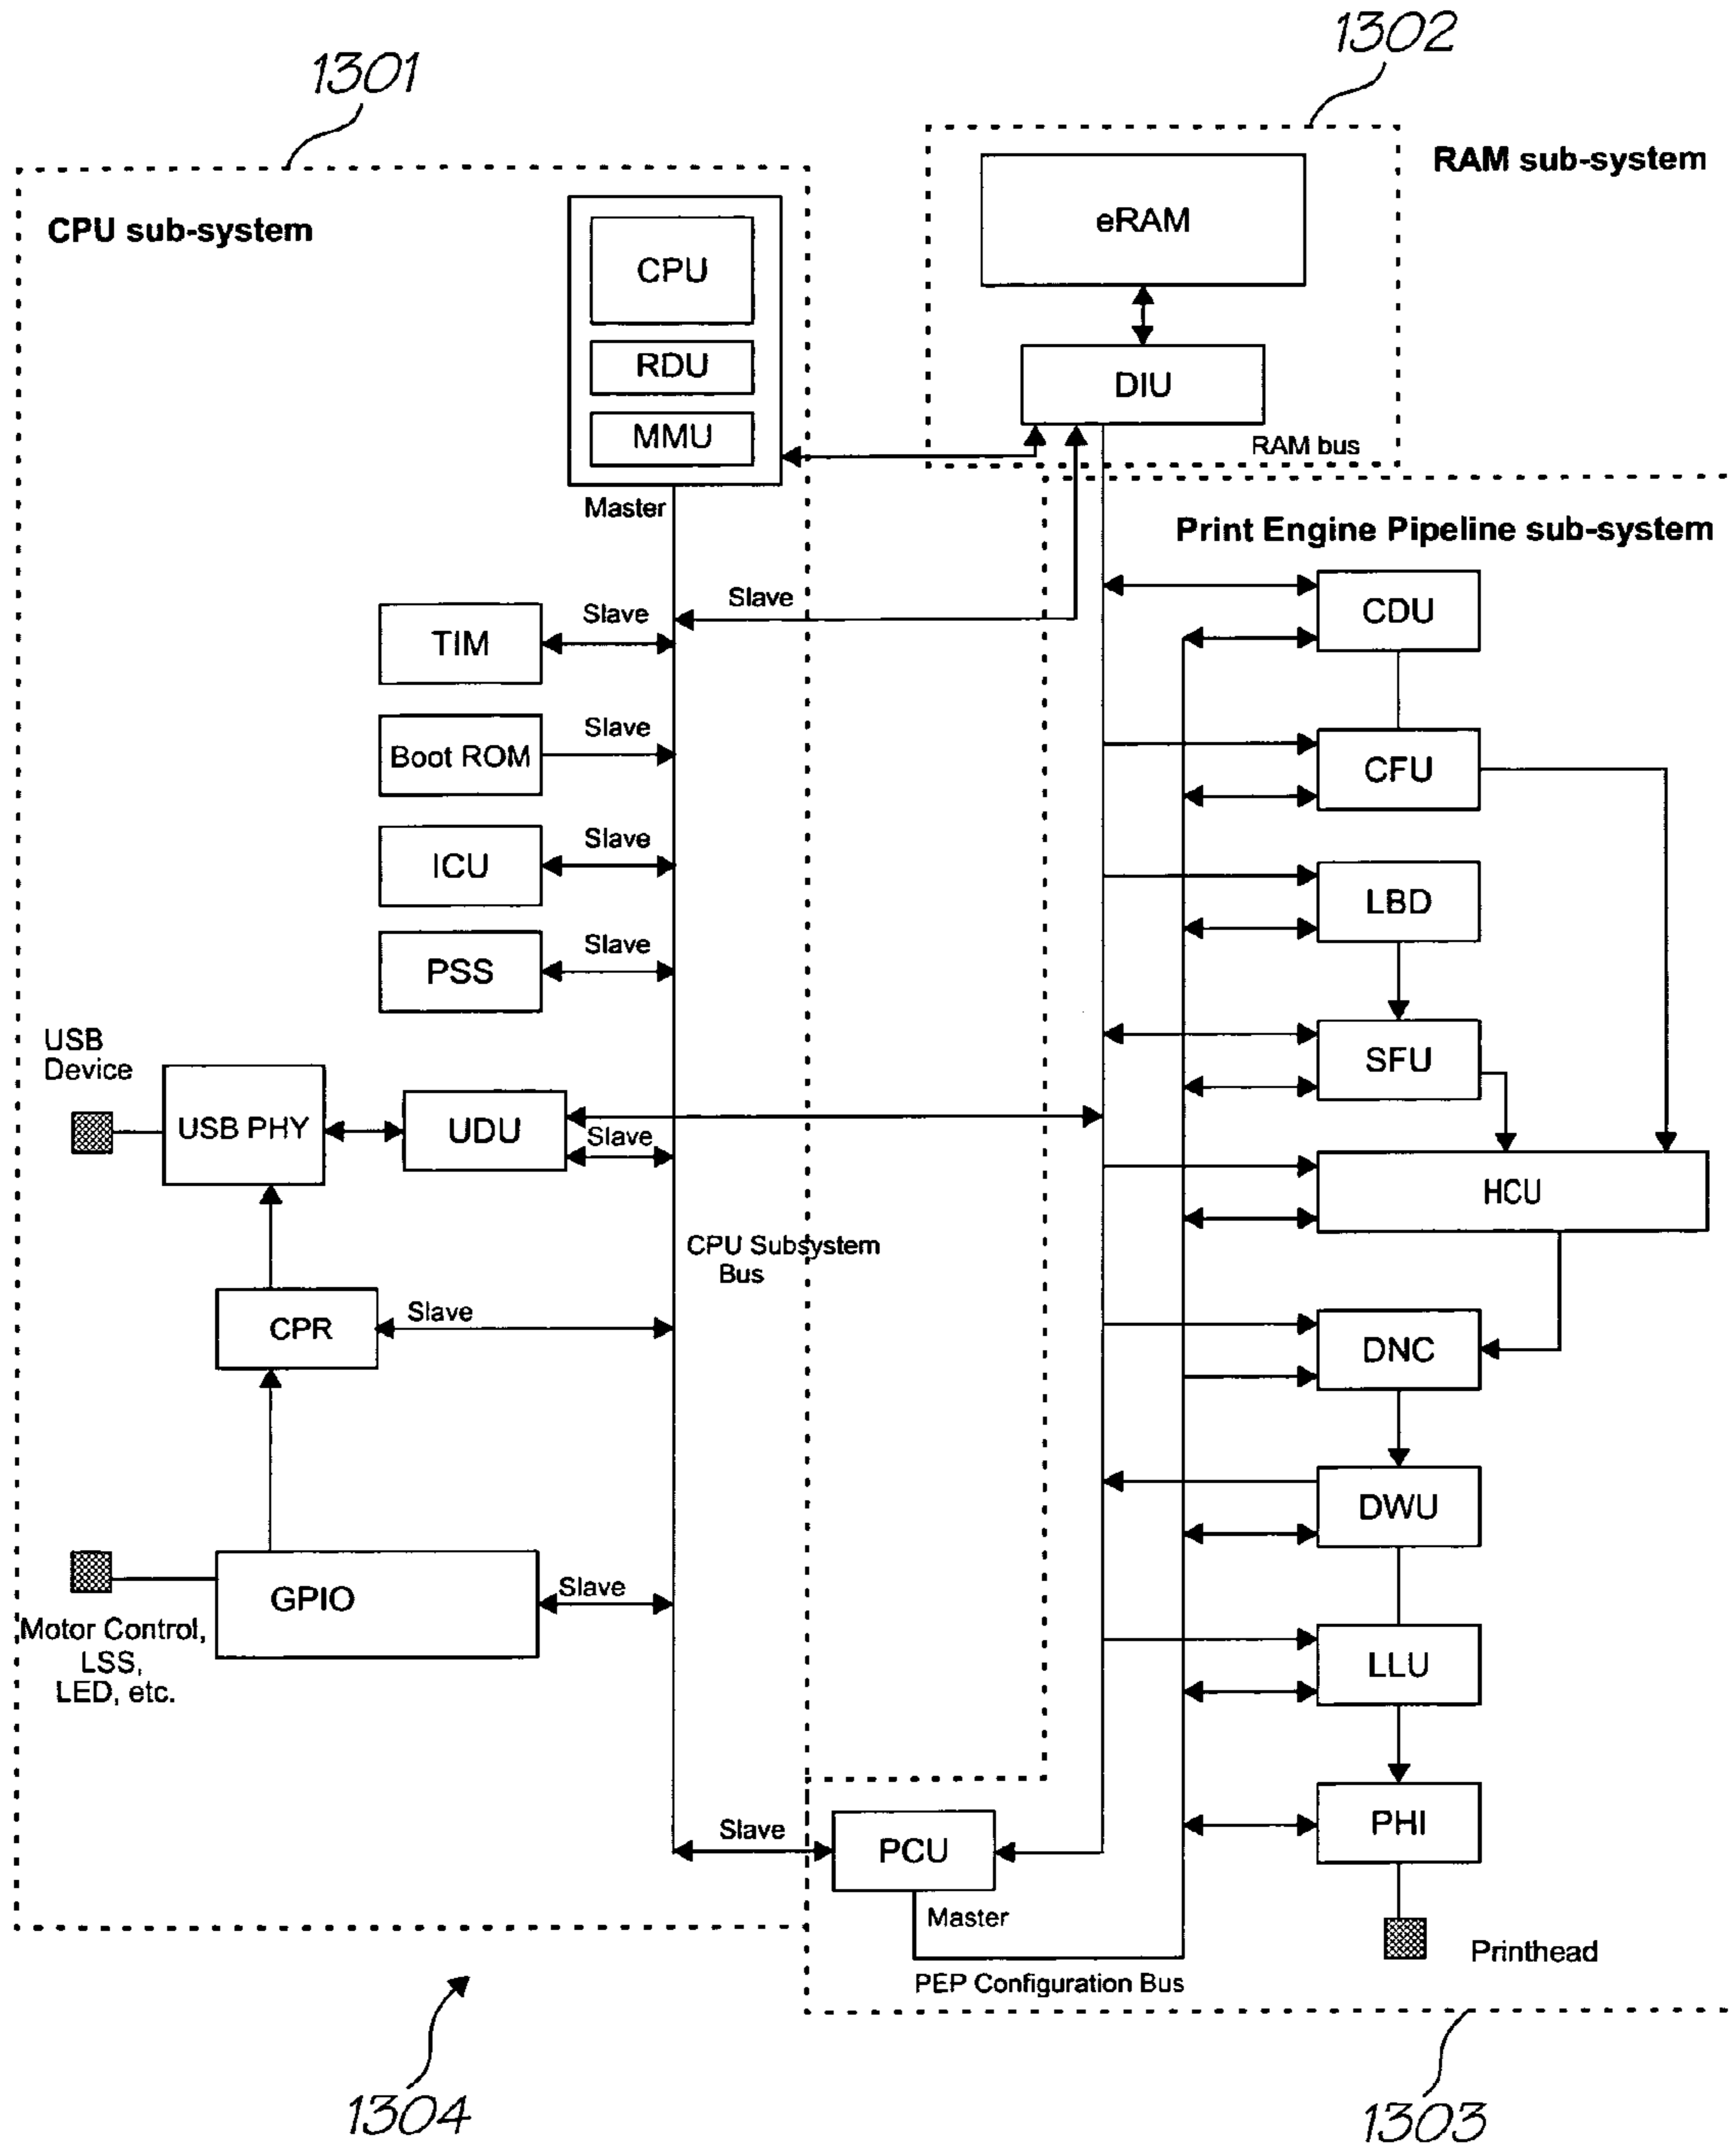 1302
1301
RAM sub-system
CPU sub-system
eRAM
CPU
RDU
DIU
MMU
RAM bus
Master
Print Engine Pipeline sub-system
Slave
CDU
Slave
TIM
Slave
Boot ROM
CFU
Slave
ICU
LBD
Slave
PSS
USB
Device
SFU
USB PHY
UDU
Slave
HCU
CPU Subsystem
Bus
Slave
CPR
DNC
DWU
Slave
GPIO
Motor Control,
LSS,
LED, etc.
LLU
Slave
PCU
PHI
Master
Printhead
PEP Configuration Bus
1304
1303